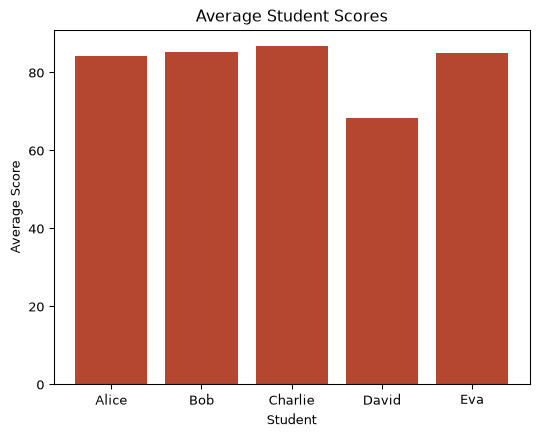 Average Student Scores
Average Score
80
60
40
20
0
Alice Bob Charlie David Eva
Student